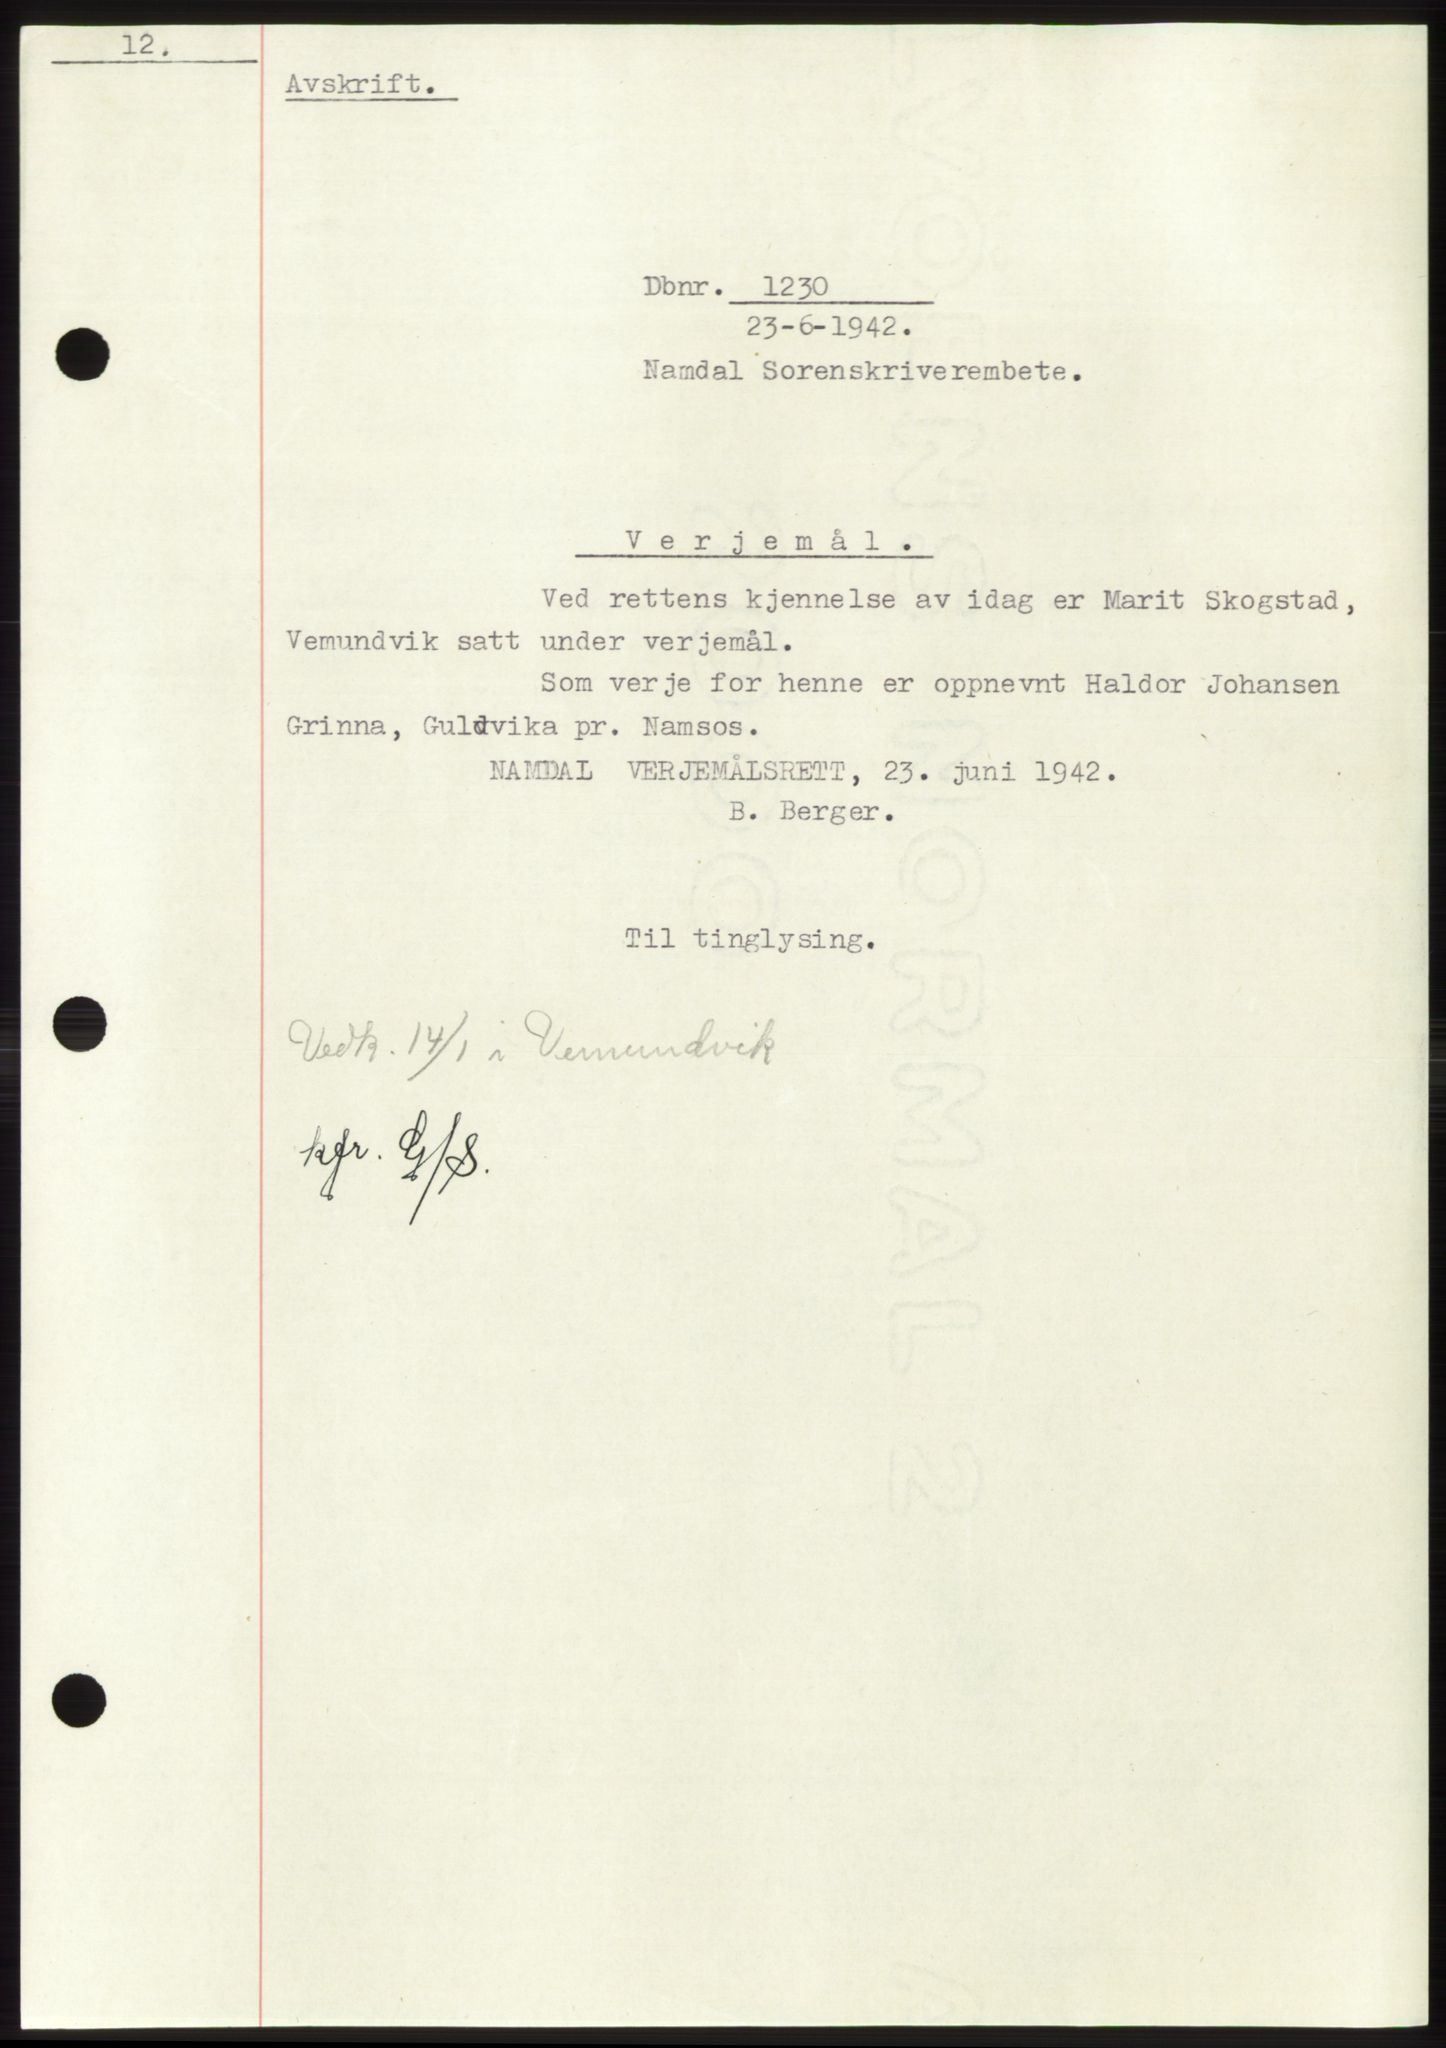 12.
Avskrift.
Dbnr. 1230
23-6-1942.
Namdal Sorenskriverembete.
Verjemål.
Ved rettens kjennelse av idag er Marit Skogstad,
Vemundvik satt under verjemål.
Som verje for henne er oppnevnt Haldor Johansen
Grinna, Guldvika pr. Namsos.
NAMDAL VERJEMÅLSRETT, 23. juni 1942.
B. Berger.
Til tinglysing.
Vedk. 14/1 i Vemundvik
kfr. G/S.